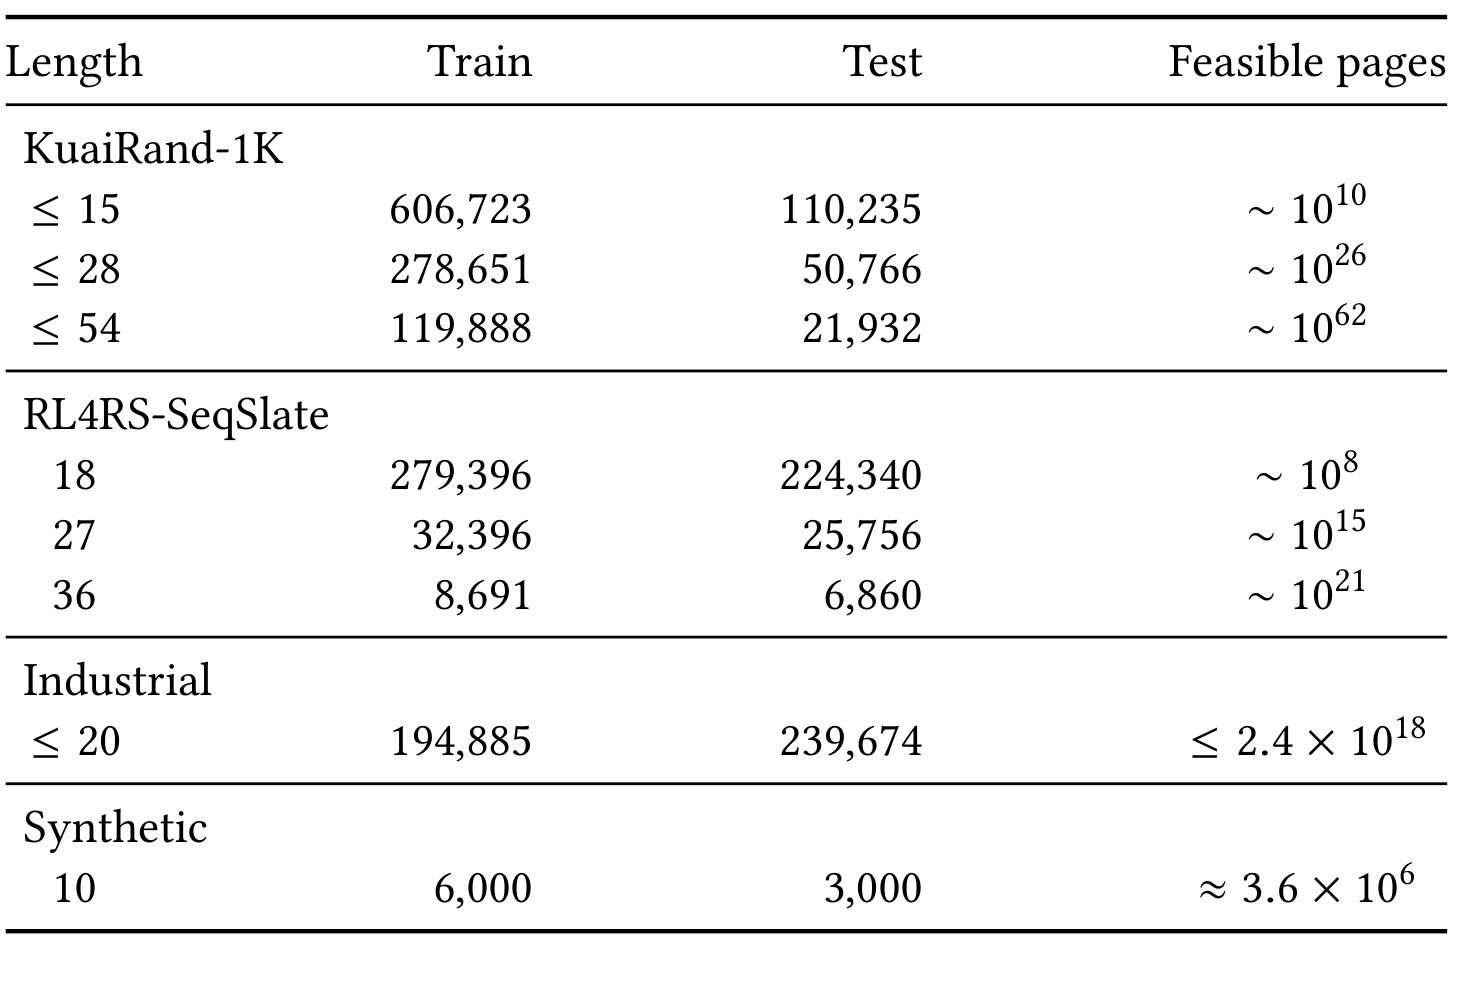 Length Train Test Feasible pages
KuaiRand-1K
≤ 15 606,723 110,235 ∼ 10^10
≤ 28 278,651 50,766 ∼ 10^26
≤ 54 119,888 21,932 ∼ 10^62
RL4RS-SeqSlate
18 279,396 224,340 ∼ 10^8
27 32,396 25,756 ∼ 10^15
36 8,691 6,860 ∼ 10^21
Industrial
≤ 20 194,885 239,674 ≤ 2.4 × 10^18
Synthetic
10 6,000 3,000 ≈ 3.6 × 10^6